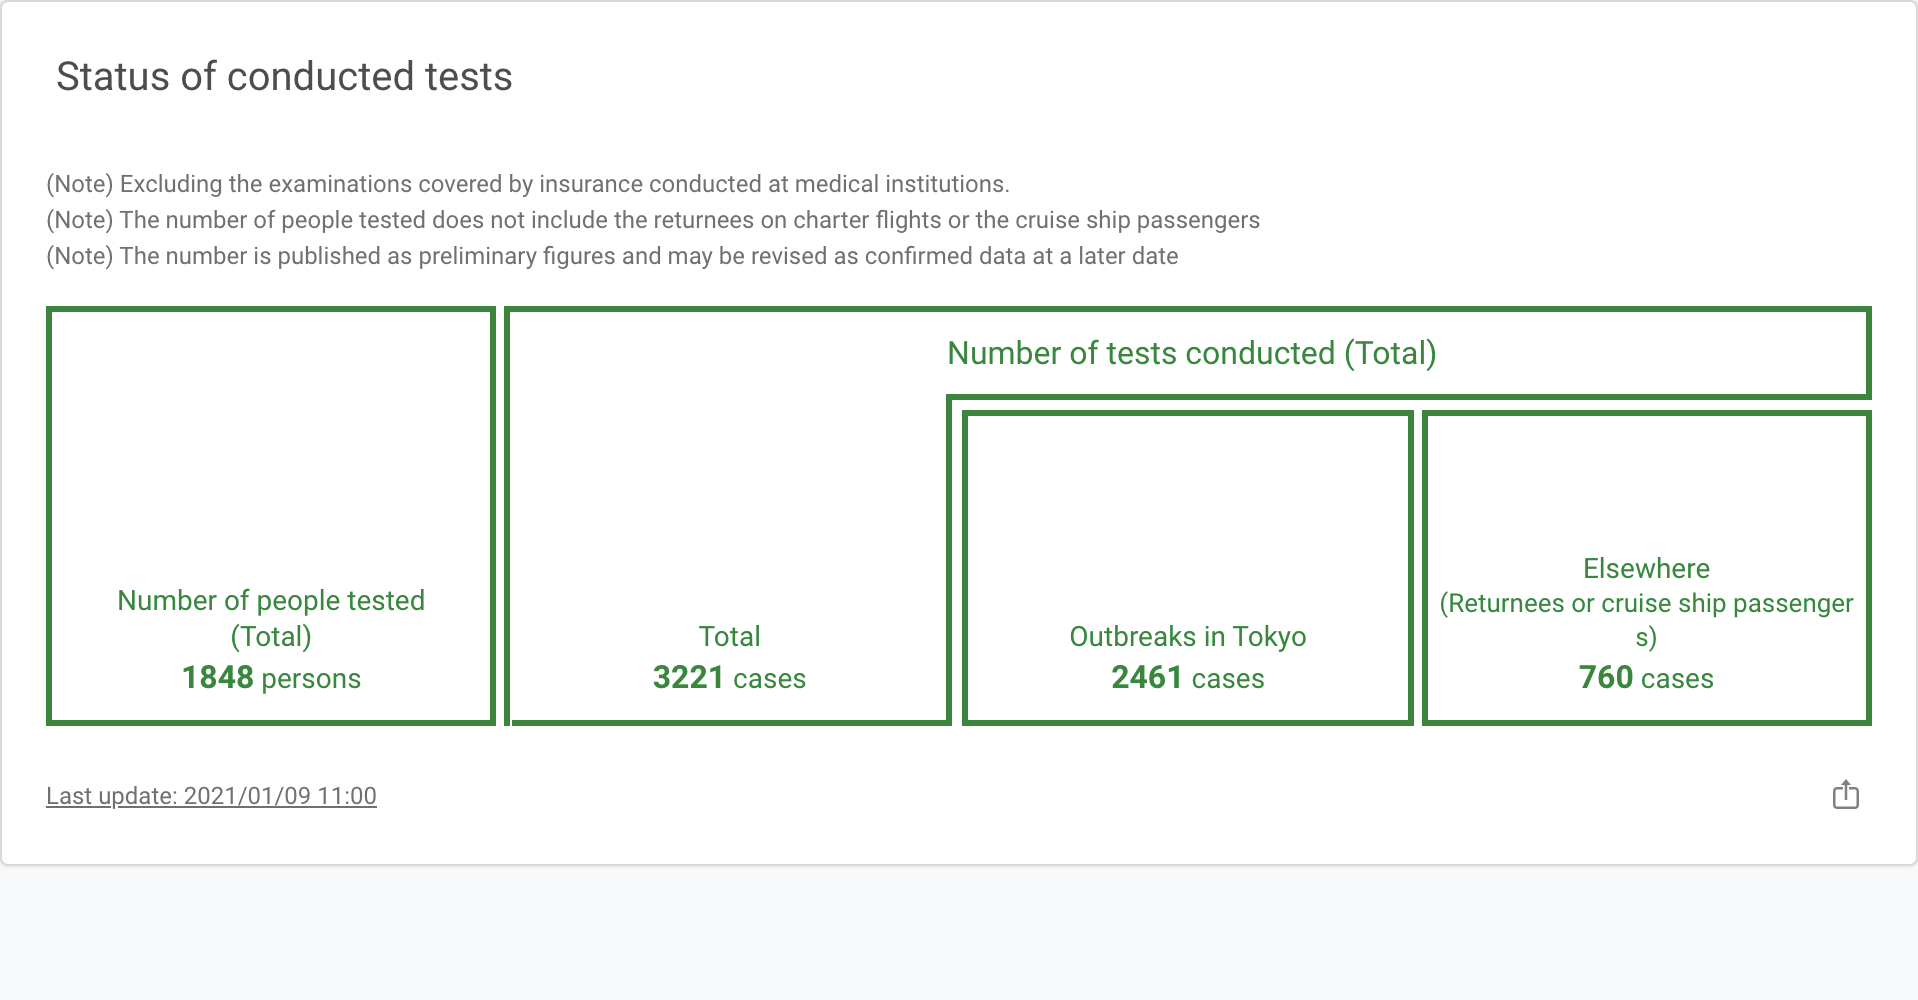 Status of conducted tests
(Note) Excluding the examinations covered by insurance conducted at medical institutions.
(Note) The number of people tested does not include the returnees on charter flights or the cruise ship passengers
(Note) The number is published as preliminary figures and may be revised as confirmed data at a later date
Number of people tested
(Total)
1848 persons
Number of tests conducted (Total)
Total
3221 cases
Outbreaks in Tokyo
2461 cases
Elsewhere
(Returnees or cruise ship passenger
s)
760 cases
Last update: 2021/01/09 11:00